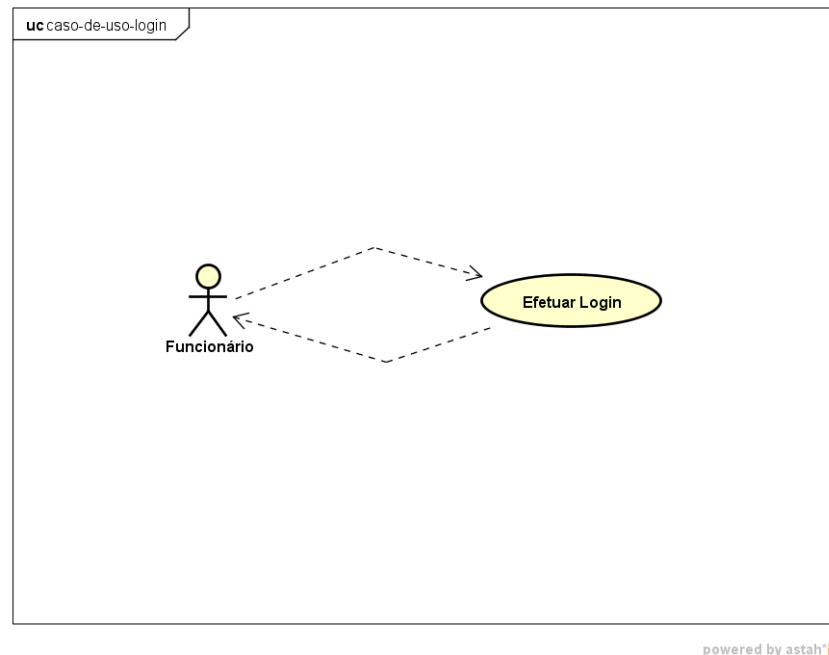 uc caso-de-uso-login
Efetuar Login
Funcionário
powered by astah*